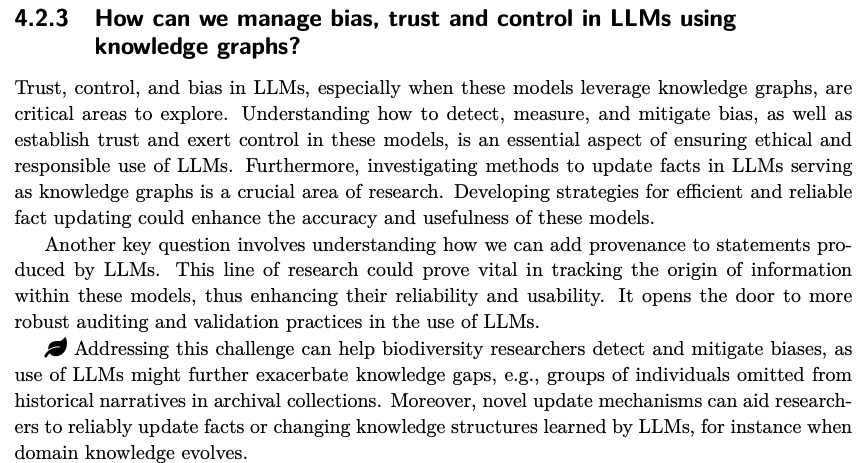 4.2.3 How can we manage bias, trust and control in LLMs using
knowledge graphs?
Trust, control, and bias in LLMs, especially when these models leverage knowledge graphs, are
critical areas to explore. Understanding how to detect, measure, and mitigate bias, as well as
establish trust and exert control in these models, is an essential aspect of ensuring ethical and
responsible use of LLMs. Furthermore, investigating methods to update facts in LLMs serving
as knowledge graphs is a crucial area of research. Developing strategies for efficient and reliable
fact updating could enhance the accuracy and usefulness of these models.
Another key question involves understanding how we can add provenance to statements pro-
duced by LLMs. This line of research could prove vital in tracking the origin of information
within these models, thus enhancing their reliability and usability. It opens the door to more
robust auditing and validation practices in the use of LLMs.
Addressing this challenge can help biodiversity researchers detect and mitigate biases, as
use of LLMs might further exacerbate knowledge gaps, e.g., groups of individuals omitted from
historical narratives in archival collections. Moreover, novel update mechanisms can aid research-
ers to reliably update facts or changing knowledge structures learned by LLMs, for instance when
domain knowledge evolves.